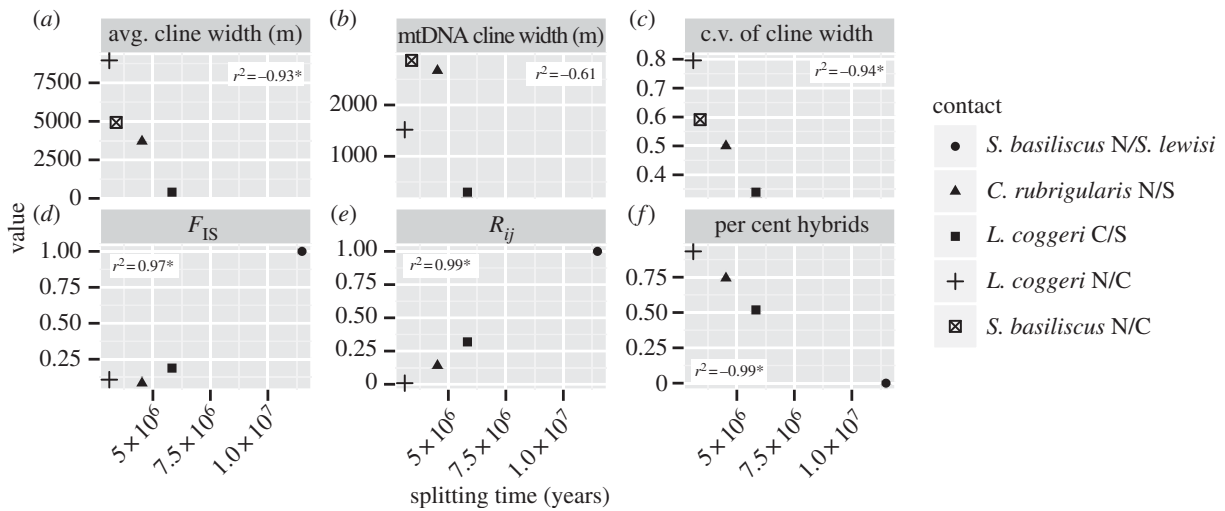 (a) avg. cline width (m)
7500
5000
2500
0
r²=–0.93*
(b) mtDNA cline width (m)
2000
1000
r²=–0.61
(c) c.v. of cline width
0.8
0.7
0.6
0.5
0.4
r²=–0.94*
value
(d) F_IS
1.00
0.75
0.50
0.25
r²=0.97*
5×10⁶
7.5×10⁶
1.0×10⁷
(e) R_ij
1.00
0.75
0.50
0.25
0
r²=0.99*
5×10⁶
7.5×10⁶
1.0×10⁷
(f) per cent hybrids
0.75
0.50
0.25
0
r²=–0.99*
5×10⁶
7.5×10⁶
1.0×10⁷
splitting time (years)
contact
S. basiliscus N/S. lewisi
C. rubrigularis N/S
L. coggeri C/S
L. coggeri N/C
S. basiliscus N/C